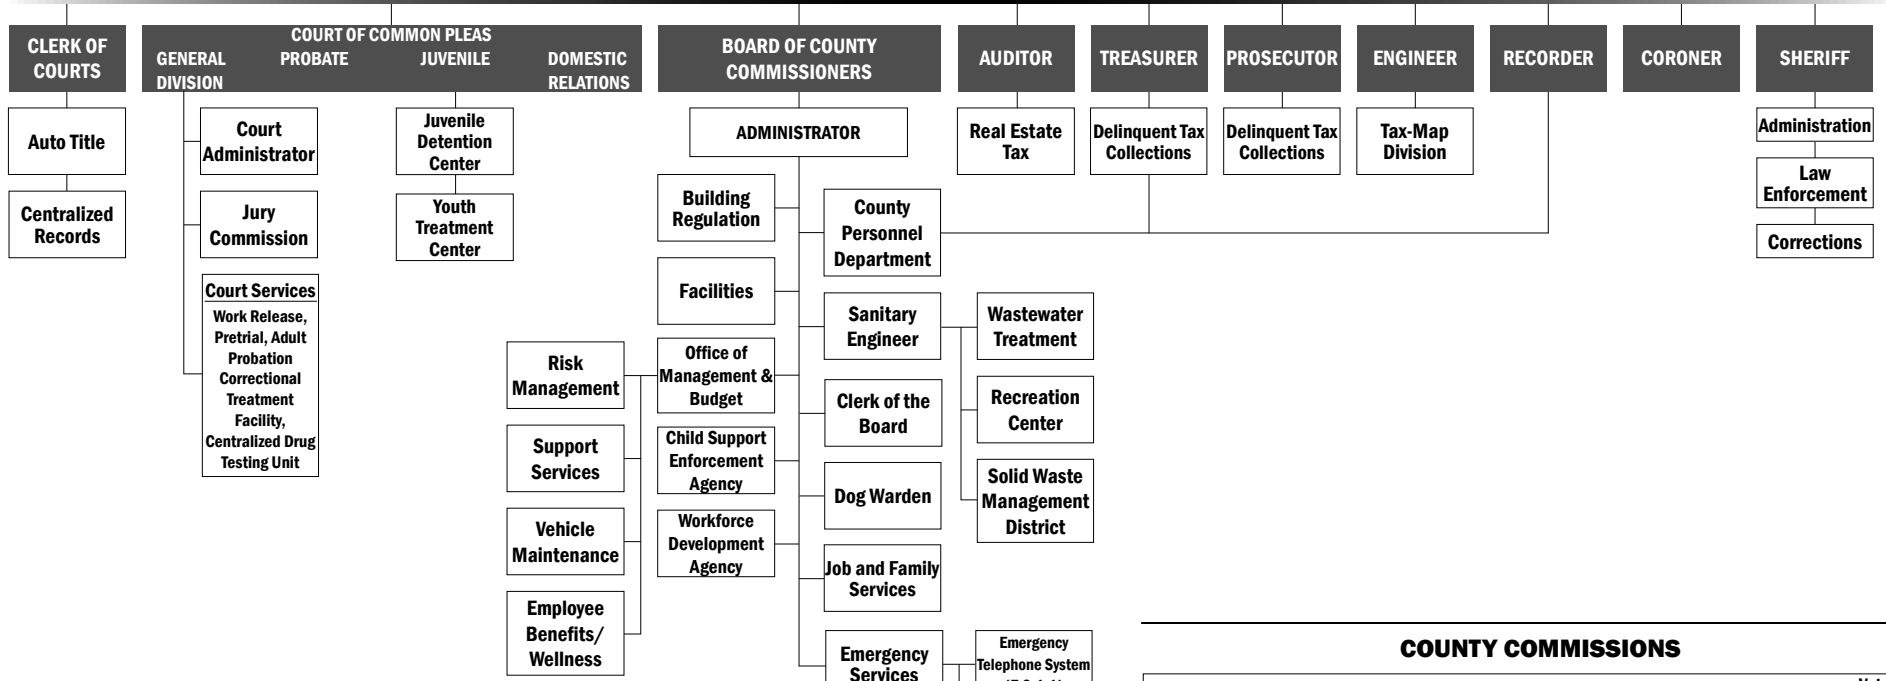 CLERK OF
COURTS
COURT OF COMMON PLEAS
GENERAL
DIVISION
PROBATE
JUVENILE
DOMESTIC
RELATIONS
BOARD OF COUNTY
COMMISSIONERS
AUDITOR
TREASURER
PROSECUTOR
ENGINEER
RECORDER
CORONER
SHERIFF
Auto Title
Centralized
Records
Court
Administrator
Jury
Commission
Court Services
Work Release,
Pretrial, Adult
Probation
Correctional
Treatment
Facility,
Centralized Drug
Testing Unit
Juvenile
Detention
Center
Youth
Treatment
Center
ADMINISTRATOR
Building
Regulation
Facilities
Office of
Management &
Budget
Child Support
Enforcement
Agency
Workforce
Development
Agency
Risk
Management
Support
Services
Vehicle
Maintenance
Employee
Benefits/
Wellness
County
Personnel
Department
Sanitary
Engineer
Clerk of the
Board
Dog Warden
Job and Family
Services
Emergency
Services
Wastewater
Treatment
Recreation
Center
Solid Waste
Management
District
Emergency
Telephone System
Real Estate
Tax
Delinquent Tax
Collections
Delinquent Tax
Collections
Tax-Map
Division
Administration
Law
Enforcement
Corrections
COUNTY COMMISSIONS